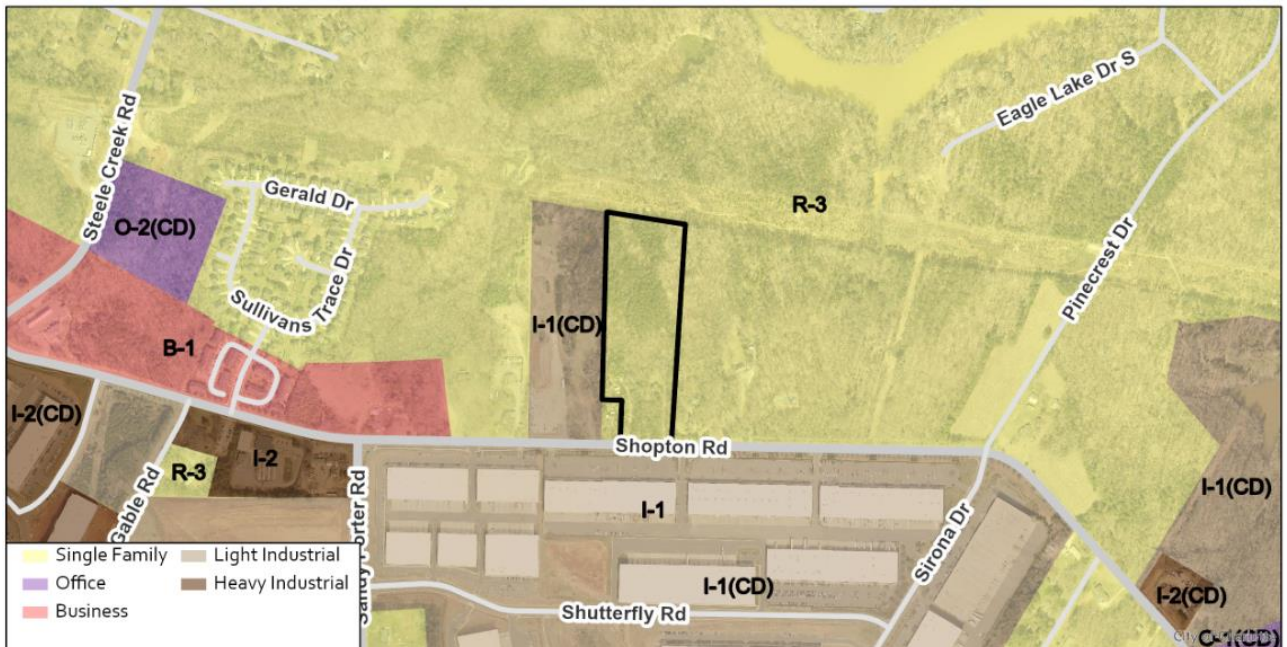 Steele Creek Rd
Eagle Lake Dr S
Gerald Dr
R-3
O-2(CD)
Sullivans Trace Dr
Pinecrest Dr
I-1(CD)
B-1
I-2(CD)
Shopton Rd
R-3
I-2
I-1
I-1(CD)
Gable Rd
Sirona Dr
I-1(CD)
Shutterfly Rd
I-2(CD)
Single Family
Office
Business
Light Industrial
Heavy Industrial
City of